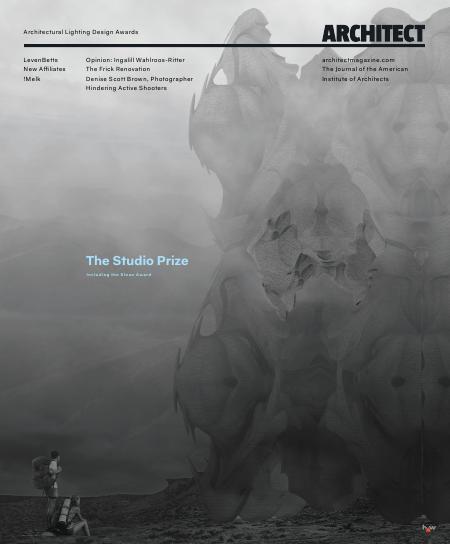 Architectural Lighting Design Awards
ARCHITECT
LevenBetts
New Affiliates
!Melk
Opinion: Ingalill Wahlroos-Ritter
The Frick Renovation
Denise Scott Brown, Photographer
Hindering Active Shooters
architectmagazine.com
The Journal of the American
Institute of Architects
The Studio Prize
Including the Sloan Award